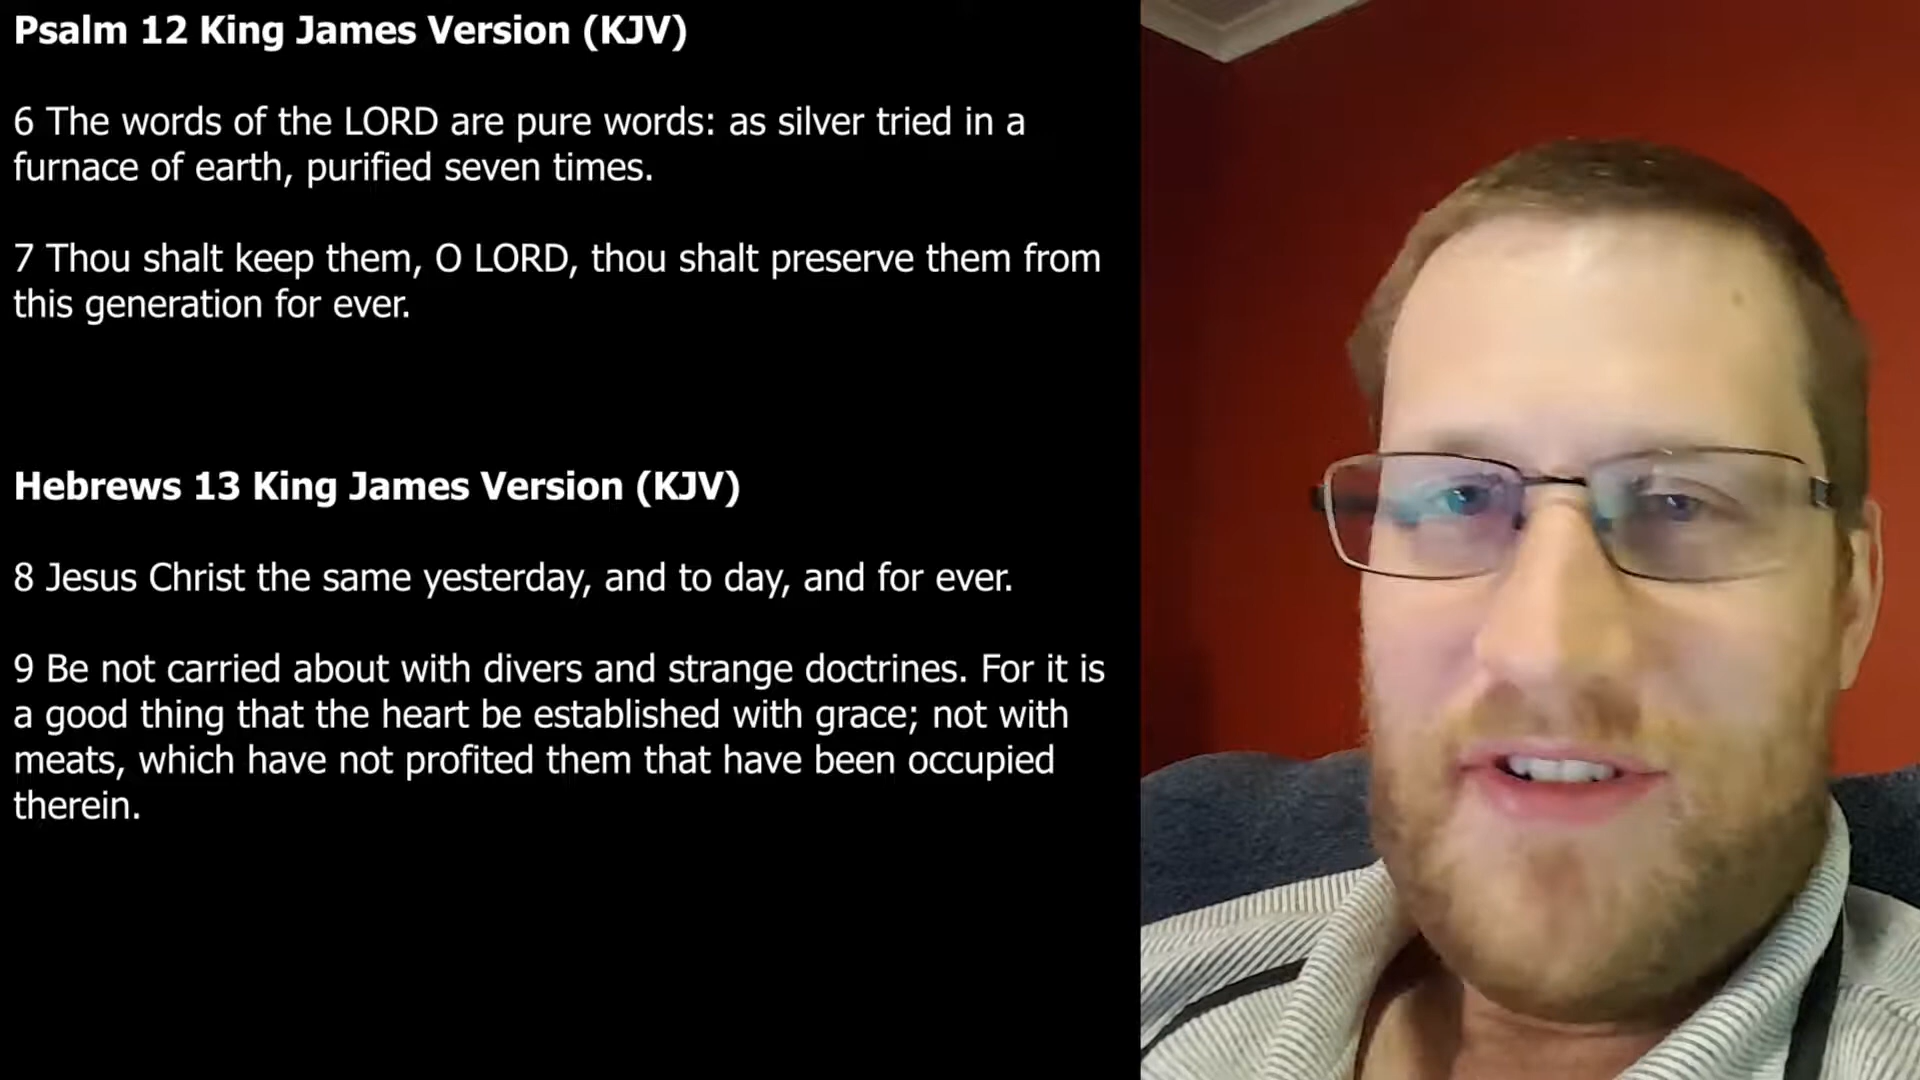 Psalm 12 King James Version (KJV)
6 The words of the LORD are pure words: as silver tried in a
furnace of earth, purified seven times.
7 Thou shalt keep them, O LORD, thou shalt preserve them from
this generation for ever.
Hebrews 13 King James Version (KJV)
8 Jesus Christ the same yesterday, and to day, and for ever.
9 Be not carried about with divers and strange doctrines. For it is
a good thing that the heart be established with grace; not with
meats, which have not profited them that have been occupied
therein.